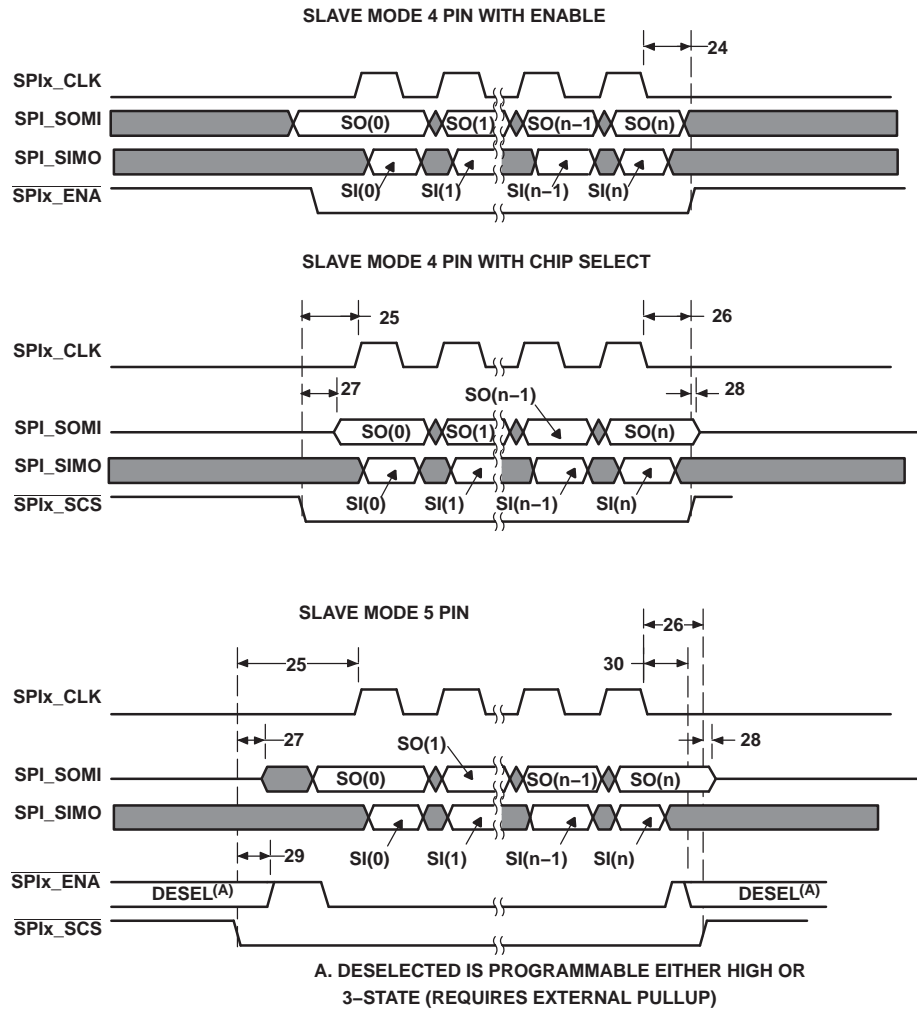 SLAVE MODE 4 PIN WITH ENABLE
24
SPIx_CLK
SPI_SOMI SO(0) SO(1) SO(n−1 SO(n)
SPI_SIMO
SI(0) SI(1) SI(n−1) SI(n)
SPIx_ENA
SLAVE MODE 4 PIN WITH CHIP SELECT
25 26
SPIx_CLK
27 SO(n−1) 28
SPI_SOMI SO(0) SO(1) SO(n)
SPI_SIMO
SI(0) SI(1) SI(n−1) SI(n)
SPIx_SCS
SLAVE MODE 5 PIN
26
25 30
SPIx_CLK
27 SO(1) 28
SPI_SOMI SO(0) SO(n−1) SO(n)
SPI_SIMO
29 SI(0) SI(1) SI(n−1) SI(n)
SPIx_ENA
DESEL(A) DESEL(A)
SPIx_SCS
A. DESELECTED IS PROGRAMMABLE EITHER HIGH OR
3−STATE (REQUIRES EXTERNAL PULLUP)